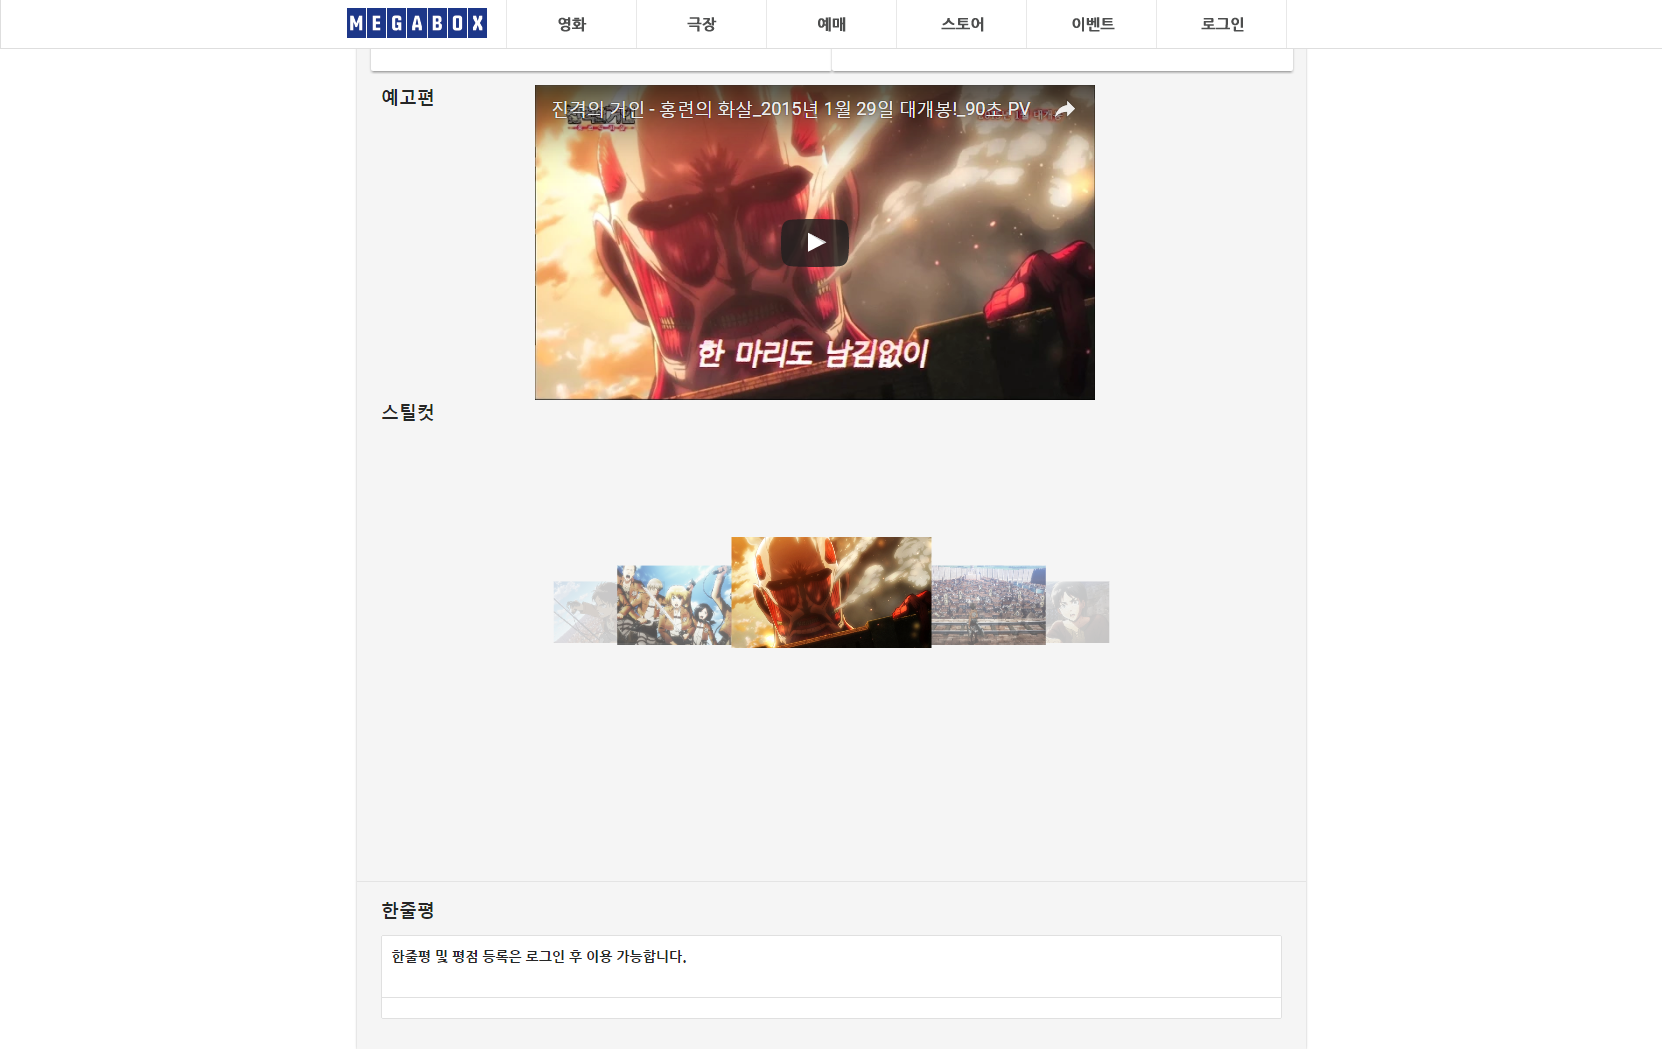 MEGABOX
영화
극장
예매
스토어
이벤트
로그인
예고편
진격의 거인 - 홍련의 화살_2015년 1월 29일 대개봉!_90초 PV
한 마리도 남김없이
스틸컷
한줄평
한줄평 및 평점 등록은 로그인 후 이용 가능합니다.